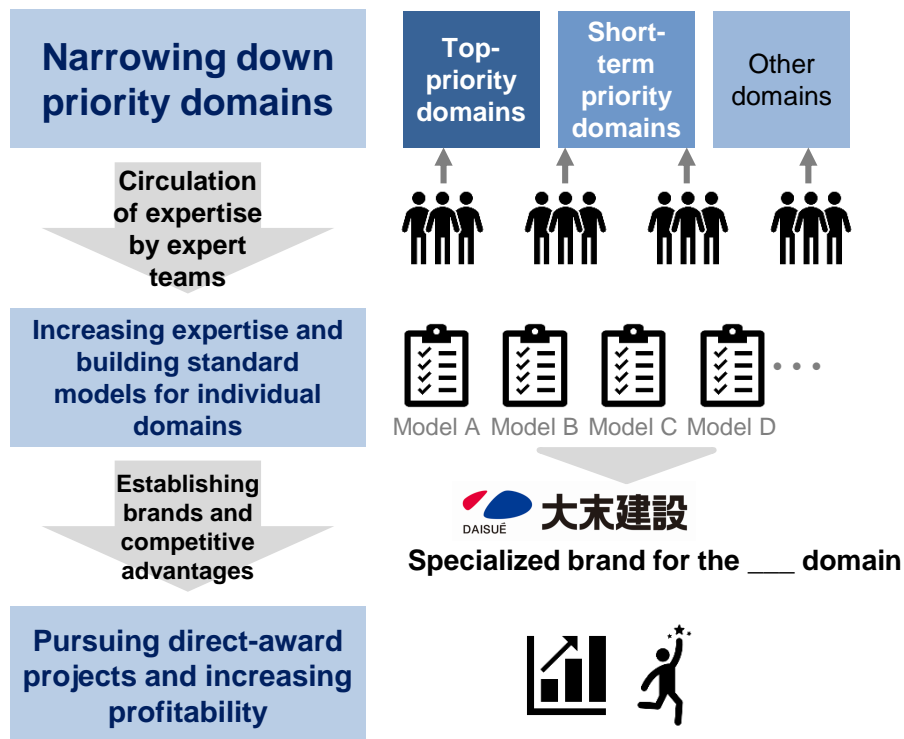 Narrowing down
priority domains
Top-
priority
domains
Short-
term
priority
domains
Other
domains
Circulation
of expertise
by expert
teams
Increasing expertise and
building standard
models for individual
domains
Model A
Model B
Model C
Model D
...
Establishing
brands and
competitive
advantages
DAISUÉ
大末建設
Specialized brand for the ___ domain
Pursuing direct-award
projects and increasing
profitability